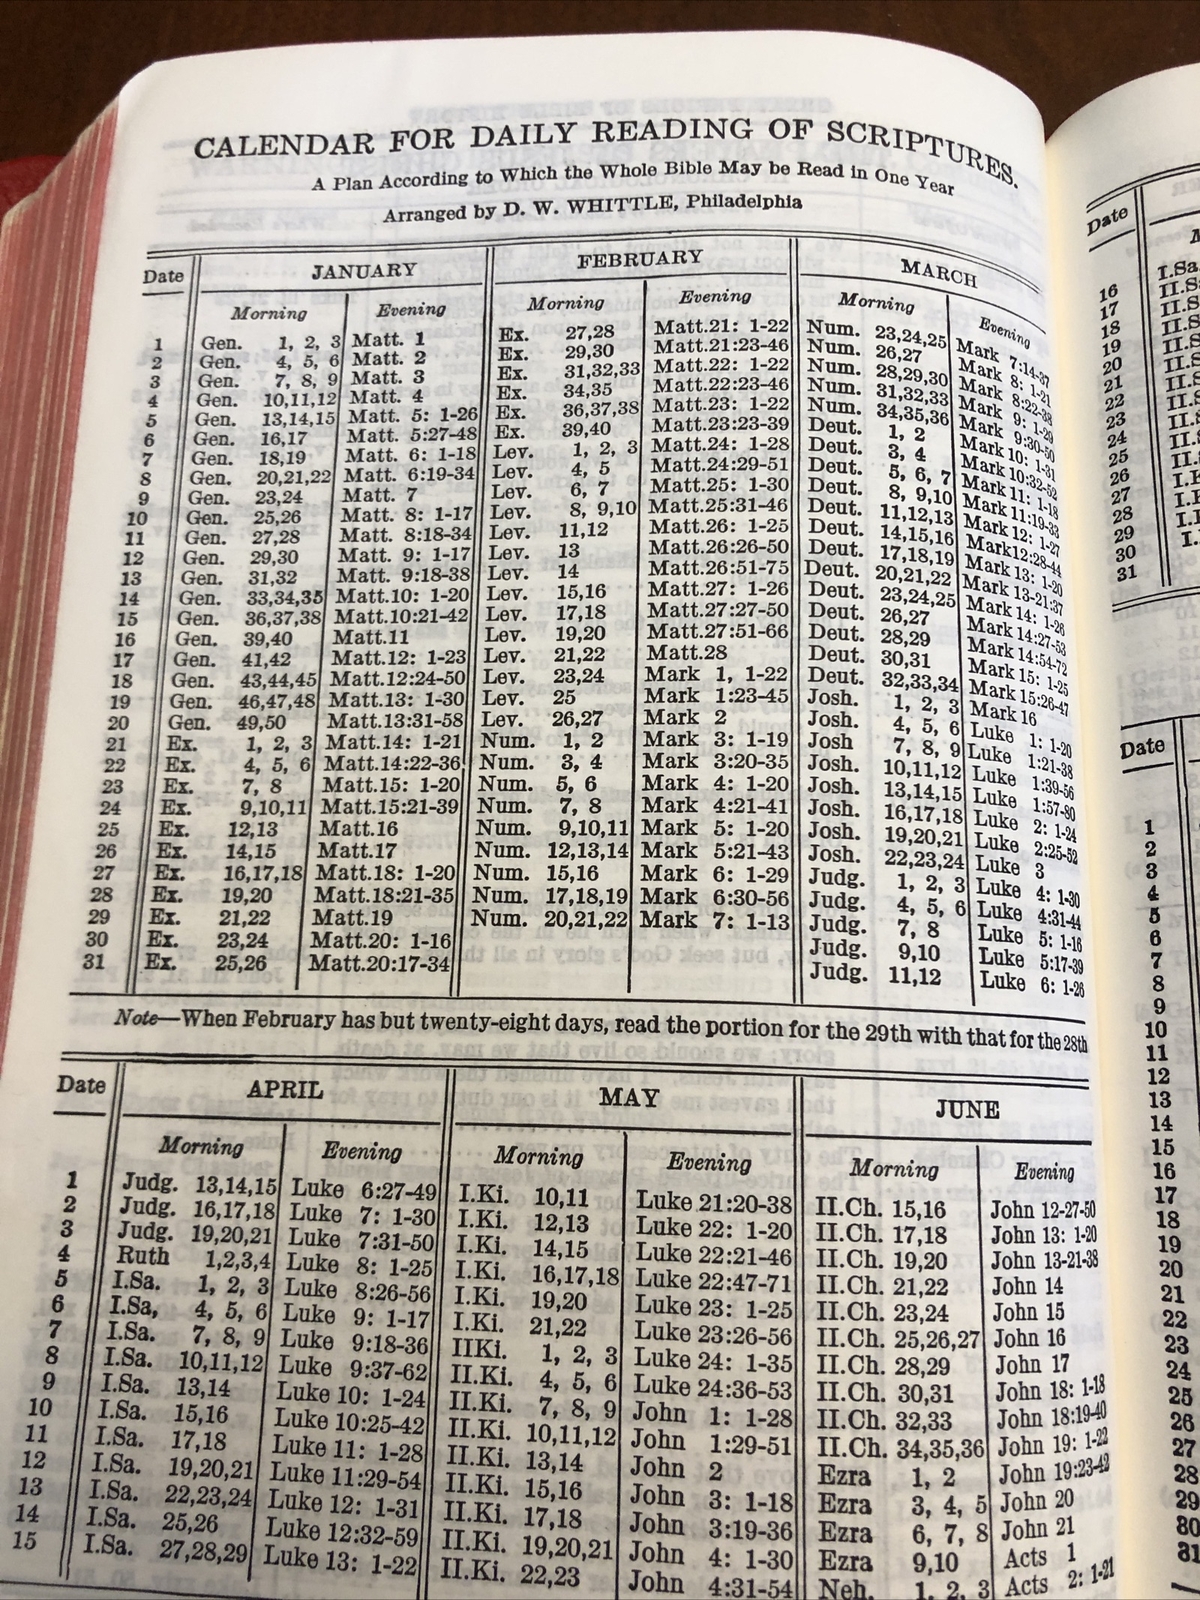 CALENDAR FOR DAILY READING OF SCRIPTURES.
A Plan According to Which the Whole Bible May be Read in One Year
Arranged by D. W. WHITTLE, Philadelphia
Date JANUARY FEBRUARY MARCH
Morning Evening Morning Evening Morning Evening
1 Gen. 1, 2, 3 Matt. 1 Ex. 27,28 Matt.21: 1-22 Num. 23,24,25 Mark 7:14-37
2 Gen. 4, 5, 6 Matt. 2 Ex. 29,30 Matt.21:23-46 Num. 26,27 Mark 8: 1-21
3 Gen. 7, 8, 9 Matt. 3 Ex. 31,32,33 Matt.22: 1-22 Num. 28,29,30 Mark 8:22-38
4 Gen. 10,11,12 Matt. 4 Ex. 34,35 Matt.22:23-46 Num. 31,32,33 Mark 9: 1-29
5 Gen. 13,14,15 Matt. 5: 1-26 Ex. 36,37,38 Matt.23: 1-22 Num. 34,35,36 Mark 9:30-50
6 Gen. 16,17 Matt. 5:27-48 Ex. 39,40 Matt.23:23-39 Deut. 1, 2 Mark 10: 1-31
7 Gen. 18,19 Matt. 6: 1-18 Lev. 1, 2, 3 Matt.24: 1-28 Deut. 3, 4 Mark 10:32-52
8 Gen. 20,21,22 Matt. 6:19-34 Lev. 4, 5 Matt.24:29-51 Deut. 5, 6, 7 Mark 11: 1-18
9 Gen. 23,24 Matt. 7 Lev. 6, 7 Matt.25: 1-30 Deut. 8, 9,10 Mark 11:19-33
10 Gen. 25,26 Matt. 8: 1-17 Lev. 8, 9,10 Matt.25:31-46 Deut. 11,12,13 Mark 12: 1-27
11 Gen. 27,28 Matt. 8:18-34 Lev. 11,12 Matt.26: 1-25 Deut. 14,15,16 Mark12:28-44
12 Gen. 29,30 Matt. 9: 1-17 Lev. 13 Matt.26:26-50 Deut. 17,18,19 Mark 13: 1-20
13 Gen. 31,32 Matt. 9:18-38 Lev. 14 Matt.26:51-75 Deut. 20,21,22 Mark 13-21:37
14 Gen. 33,34,35 Matt.10: 1-20 Lev. 15,16 Matt.27: 1-26 Deut. 23,24,25 Mark 14: 1-26
15 Gen. 36,37,38 Matt.10:21-42 Lev. 17,18 Matt.27:27-50 Deut. 26,27 Mark 14:27-53
16 Gen. 39,40 Matt.11 Lev. 19,20 Matt.27:51-66 Deut. 28,29 Mark 14:54-72
17 Gen. 41,42 Matt.12: 1-23 Lev. 21,22 Matt.28 Deut. 30,31 Mark 15: 1-25
18 Gen. 43,44,45 Matt.12:24-50 Lev. 23,24 Mark 1, 1-22 Deut. 32,33,34 Mark 15:26-47
19 Gen. 46,47,48 Matt.13: 1-30 Lev. 25 Mark 1:23-45 Josh. 1, 2, 3 Mark 16
20 Gen. 49,50 Matt.13:31-58 Lev. 26,27 Mark 2 Josh. 4, 5, 6 Luke 1: 1-20
21 Ex. 1, 2, 3 Matt.14: 1-21 Num. 1, 2 Mark 3: 1-19 Josh 7, 8, 9 Luke 1:21-38
22 Ex. 4, 5, 6 Matt.14:22-36 Num. 3, 4 Mark 3:20-35 Josh. 10,11,12 Luke 1:39-56
23 Ex. 7, 8 Matt.15: 1-20 Num. 5, 6 Mark 4: 1-20 Josh. 13,14,15 Luke 1:57-80
24 Ex. 9,10,11 Matt.15:21-39 Num. 7, 8 Mark 4:21-41 Josh. 16,17,18 Luke 2: 1-24
25 Ex. 12,13 Matt.16 Num. 9,10,11 Mark 5: 1-20 Josh. 19,20,21 Luke 2:25-52
26 Ex. 14,15 Matt.17 Num. 12,13,14 Mark 5:21-43 Josh. 22,23,24 Luke 3
27 Ex. 16,17,18 Matt.18: 1-20 Num. 15,16 Mark 6: 1-29 Judg. 1, 2, 3 Luke 4: 1-30
28 Ex. 19,20 Matt.18:21-35 Num. 17,18,19 Mark 6:30-56 Judg. 4, 5, 6 Luke 4:31-44
29 Ex. 21,22 Matt.19 Num. 20,21,22 Mark 7: 1-13 Judg. 7, 8 Luke 5: 1-16
30 Ex. 23,24 Matt.20: 1-16 Judg. 9,10 Luke 5:17-39
31 Ex. 25,26 Matt.20:17-34 Judg. 11,12 Luke 6: 1-26
Note—When February has but twenty-eight days, read the portion for the 29th with that for the 28th
Date APRIL MAY JUNE
Morning Evening Morning Evening Morning Evening
1 Judg. 13,14,15 Luke 6:27-49 I.Ki. 10,11 Luke 21:20-38 II.Ch. 15,16 John 12-27-50
2 Judg. 16,17,18 Luke 7: 1-30 I.Ki. 12,13 Luke 22: 1-20 II.Ch. 17,18 John 13: 1-20
3 Judg. 19,20,21 Luke 7:31-50 I.Ki. 14,15 Luke 22:21-46 II.Ch. 19,20 John 13-21-38
4 Ruth 1,2,3,4 Luke 8: 1-25 I.Ki. 16,17,18 Luke 22:47-71 II.Ch. 21,22 John 14
5 I.Sa. 1, 2, 3 Luke 8:26-56 I.Ki. 19,20 Luke 23: 1-25 II.Ch. 23,24 John 15
6 I.Sa, 4, 5, 6 Luke 9: 1-17 I.Ki. 21,22 Luke 23:26-56 II.Ch. 25,26,27 John 16
7 I.Sa. 7, 8, 9 Luke 9:18-36 IIKi. 1, 2, 3 Luke 24: 1-35 II.Ch. 28,29 John 17
8 I.Sa. 10,11,12 Luke 9:37-62 II.Ki. 4, 5, 6 Luke 24:36-53 II.Ch. 30,31 John 18: 1-18
9 I.Sa. 13,14 Luke 10: 1-24 II.Ki. 7, 8, 9 John 1: 1-28 II.Ch. 32,33 John 18:19-40
10 I.Sa. 15,16 Luke 10:25-42 II.Ki. 10,11,12 John 1:29-51 II.Ch. 34,35,36 John 19: 1-22
11 I.Sa. 17,18 Luke 11: 1-28 II.Ki. 13,14 John 2 Ezra 1, 2 John 19:23-42
12 I.Sa. 19,20,21 Luke 11:29-54 II.Ki. 15,16 John 3: 1-18 Ezra 3, 4, 5 John 20
13 I.Sa. 22,23,24 Luke 12: 1-31 II.Ki. 17,18 John 3:19-36 Ezra 6, 7, 8 John 21
14 I.Sa. 25,26 Luke 12:32-59 II.Ki. 19,20,21 John 4: 1-30 Ezra 9,10 Acts 1
15 I.Sa. 27,28,29 Luke 13: 1-22 II.Ki. 22,23 John 4:31-54 Neh. 1, 2, 3 Acts 2: 1-21
Date
16 I.Sa
17
18
19
20
21
22
23
24
25
26
27
28
29
30
31
Date
1
2
3
4
5
6
7
8
9
10
11
12
13
14
15
16
17
18
19
20
21
22
23
24
25
26
27
28
29
30
31